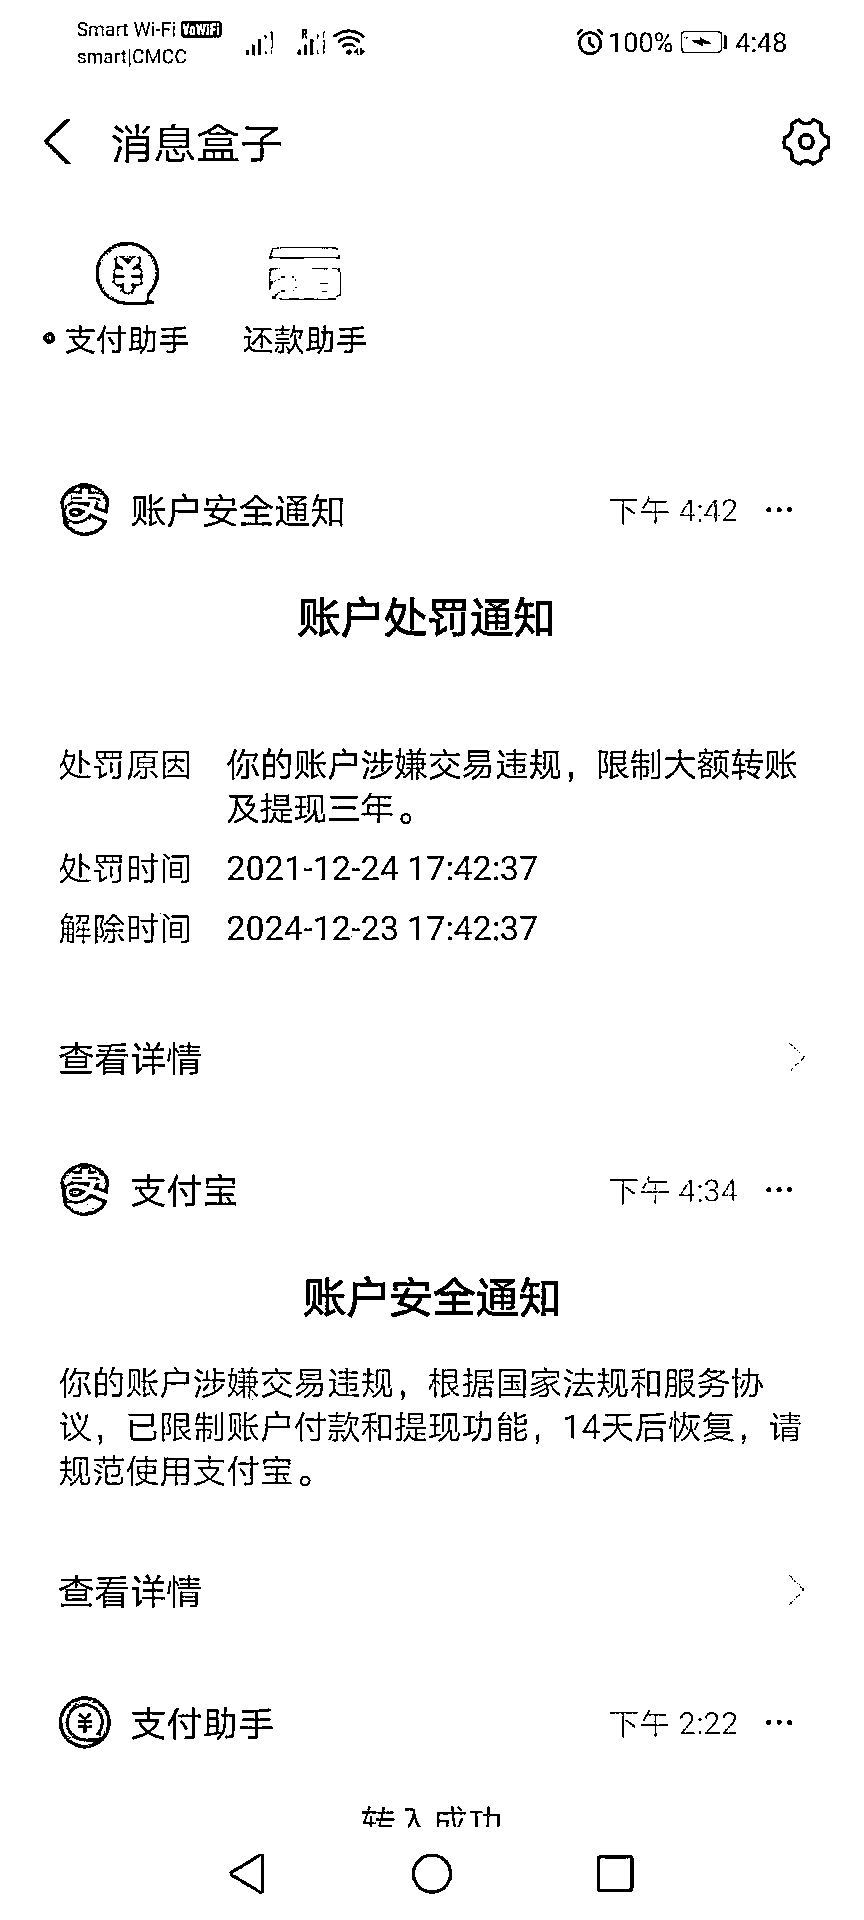 Smart Wi-Fi VoWiFi
smart|CMCC
R
100%
4:48
消息盒子
支付助手
还款助手
账户安全通知
下午 4:42
账户处罚通知
处罚原因 你的账户涉嫌交易违规，限制大额转账
及提现三年。
处罚时间 2021-12-24 17:42:37
解除时间 2024-12-23 17:42:37
查看详情
支付宝
下午 4:34
账户安全通知
你的账户涉嫌交易违规，根据国家法规和服务协
议，已限制账户付款和提现功能，14天后恢复，请
规范使用支付宝。
查看详情
支付助手
下午 2:22
转入成功